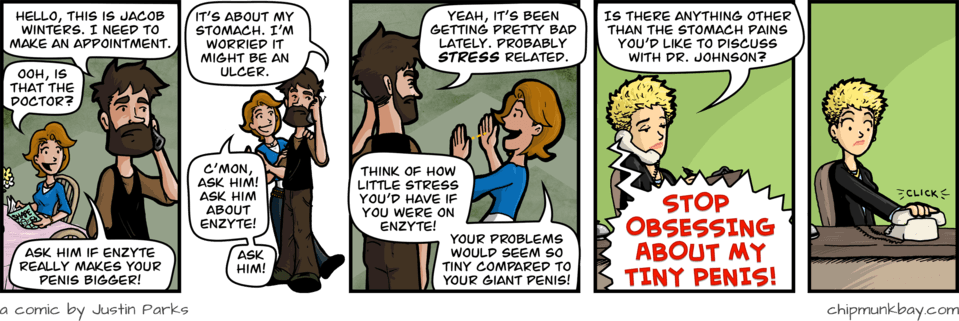 HELLO, THIS IS JACOB
WINTERS. I NEED TO
MAKE AN APPOINTMENT.
OOH, IS
THAT THE
DOCTOR?
ASK HIM IF ENZYTE
REALLY MAKES YOUR
PENIS BIGGER!
IT'S ABOUT MY
STOMACH. I'M
WORRIED IT
MIGHT BE AN
ULCER.
C'MON,
ASK HIM!
ASK HIM
ABOUT
ENZYTE!
ASK
HIM!
YEAH, IT'S BEEN
GETTING PRETTY BAD
LATELY. PROBABLY
STRESS RELATED.
THINK OF HOW
LITTLE STRESS
YOU'D HAVE IF
YOU WERE ON
ENZYTE!
YOUR PROBLEMS
WOULD SEEM SO
TINY COMPARED TO
YOUR GIANT PENIS!
IS THERE ANYTHING OTHER
THAN THE STOMACH PAINS
YOU'D LIKE TO DISCUSS
WITH DR. JOHNSON?
STOP
OBSESSING
ABOUT MY
TINY PENIS!
CLICK
a comic by Justin Parks
chipmunkbay.com